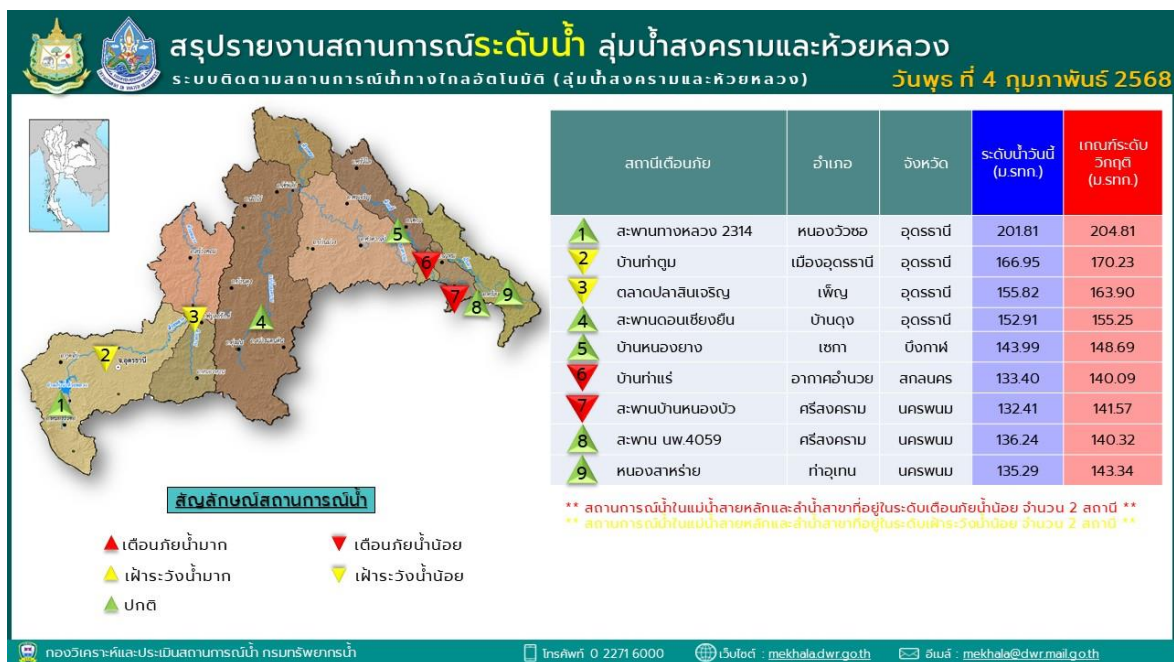 สรุปรายงานสถานการณ์ระดับน้ำ ลุ่มน้ำสงครามและห้วยหลวง
ระบบติดตามสถานการณ์น้ำทางไกลอัตโนมัติ (ลุ่มน้ำสงครามและห้วยหลวง)
วันพุธ ที่ 4 กุมภาพันธ์ 2568
สถานีเตือนภัย อำเภอ จังหวัด ระดับน้ำวันนี้ (ม.รทก.) เกณฑ์ระดับวิกฤติ (ม.รทก.)
1 สะพานทางหลวง 2314 หนองวัวซอ อุดรธานี 201.81 204.81
2 บ้านท่าตูม เมืองอุดรธานี อุดรธานี 166.95 170.23
3 ตลาดปลาสินเจริญ เพ็ญ อุดรธานี 155.82 163.90
4 สะพานดอนเชียงยืน บ้านดุง อุดรธานี 152.91 155.25
5 บ้านหนองยาง เซกา บึงกาฬ 143.99 148.69
6 บ้านท่าแร่ อากาศอำนวย สกลนคร 133.40 140.09
7 สะพานบ้านหนองบัว ศรีสงคราม นครพนม 132.41 141.57
8 สะพาน นพ.4059 ศรีสงคราม นครพนม 136.24 140.32
9 หนองสาหร่าย ท่าอุเทน นครพนม 135.29 143.34
** สถานการณ์น้ำในแม่น้ำสายหลักและลำน้ำสาขาที่อยู่ในระดับเตือนภัยน้ำน้อย จำนวน 2 สถานี **
** สถานการณ์น้ำในแม่น้ำสายหลักและลำน้ำสาขาที่อยู่ในระดับเฝ้าระวังน้ำน้อย จำนวน 2 สถานี **
5
6
7
8
9
3
4
2
จ.อุดรธานี
1
สัญลักษณ์สถานการณ์น้ำ
เตือนภัยน้ำมาก เตือนภัยน้ำน้อย
เฝ้าระวังน้ำมาก เฝ้าระวังน้ำน้อย
ปกติ
กองวิเคราะห์และประเมินสถานการณ์น้ำ กรมทรัพยากรน้ำ โทรศัพท์ 0 2271 6000 เว็บไซต์ : mekhala.dwr.go.th อีเมล์ : mekhala@dwr.mail.go.th